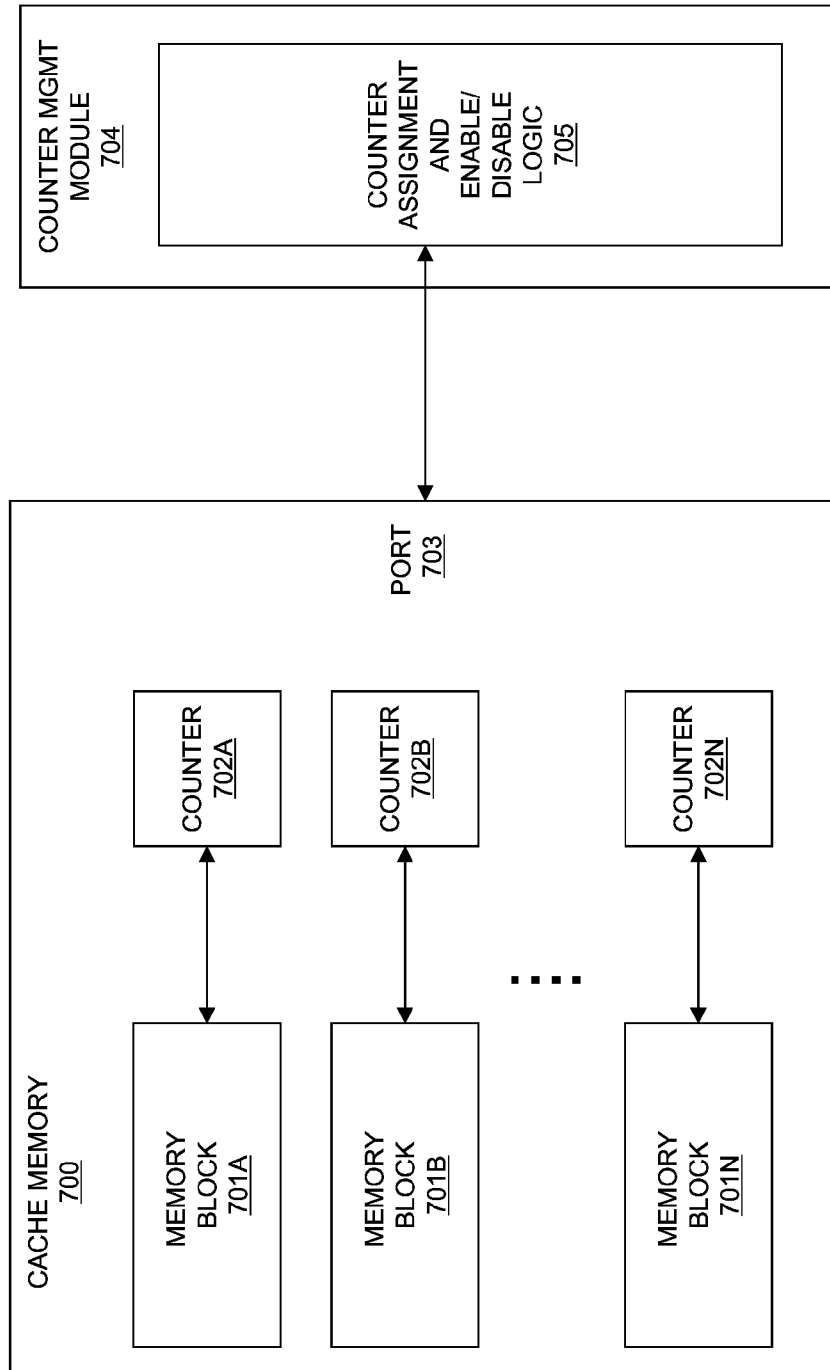 CACHE MEMORY
700
MEMORY
BLOCK
701A
COUNTER
702A
MEMORY
BLOCK
701B
COUNTER
702B
....
MEMORY
BLOCK
701N
COUNTER
702N
PORT
703
COUNTER MGMT
MODULE
704
COUNTER
ASSIGNMENT
AND
ENABLE/
DISABLE
LOGIC
705